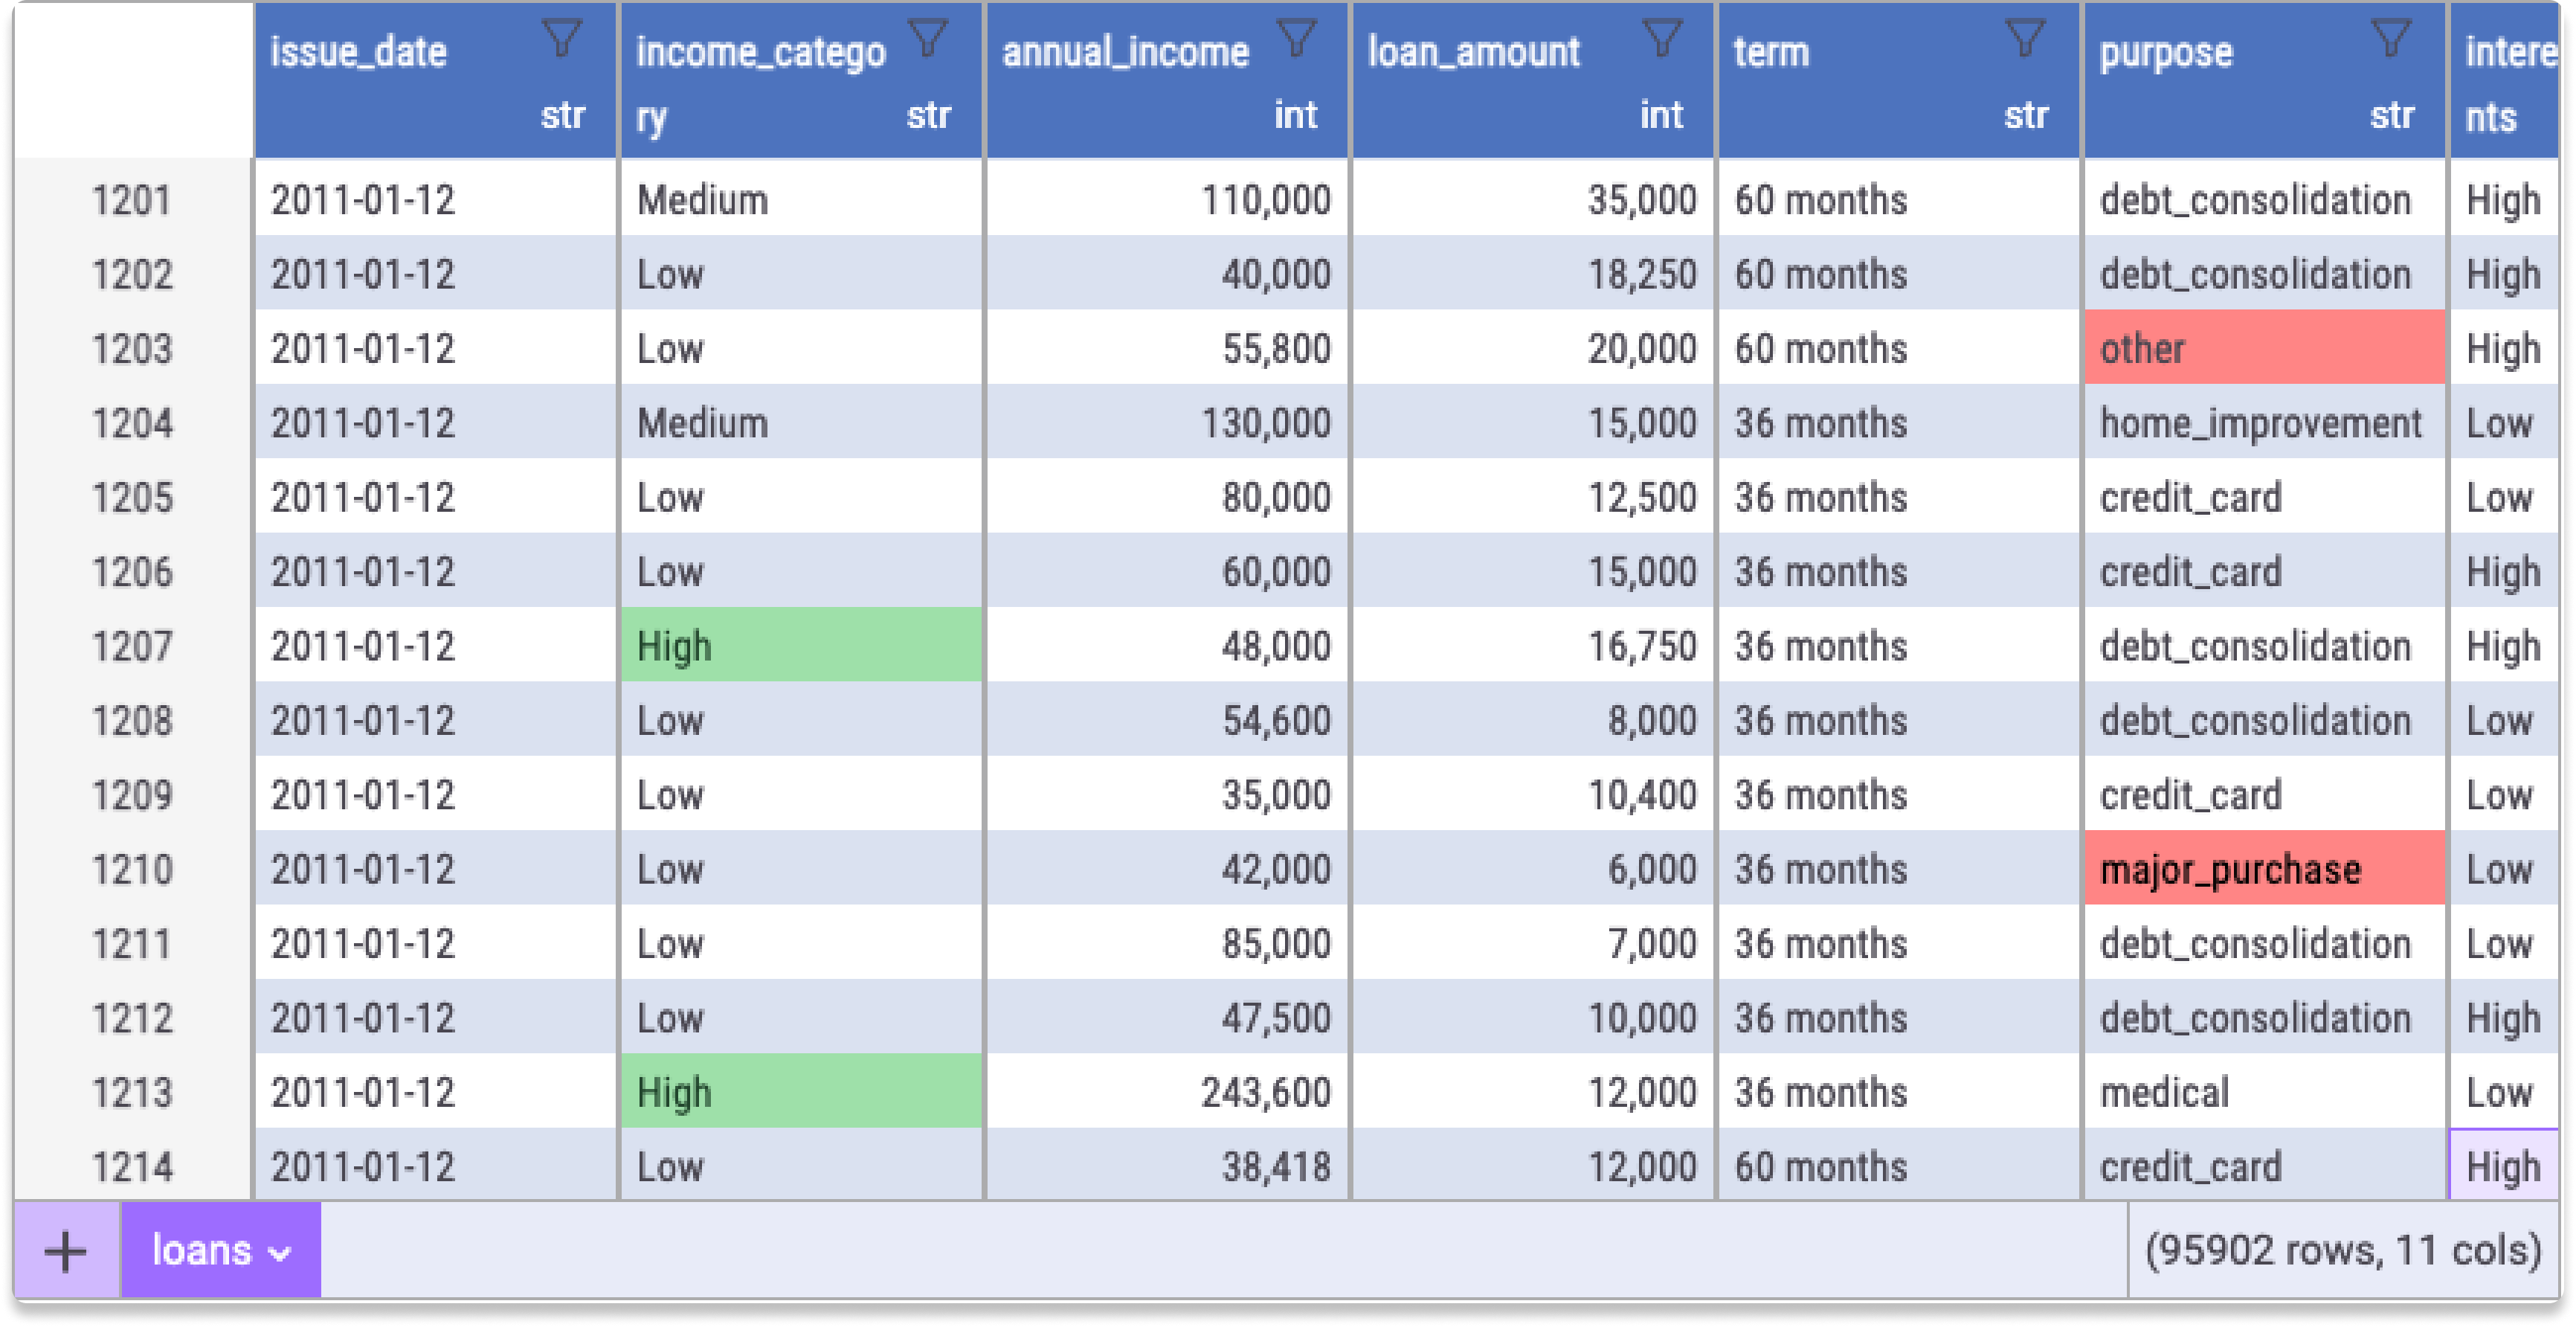 issue_date str income_catego ry str annual_income int loan_amount int term str purpose str intere nts
1201 2011-01-12 Medium 110,000 35,000 60 months debt_consolidation High
1202 2011-01-12 Low 40,000 18,250 60 months debt_consolidation High
1203 2011-01-12 Low 55,800 20,000 60 months other High
1204 2011-01-12 Medium 130,000 15,000 36 months home_improvement Low
1205 2011-01-12 Low 80,000 12,500 36 months credit_card Low
1206 2011-01-12 Low 60,000 15,000 36 months credit_card High
1207 2011-01-12 High 48,000 16,750 36 months debt_consolidation High
1208 2011-01-12 Low 54,600 8,000 36 months debt_consolidation Low
1209 2011-01-12 Low 35,000 10,400 36 months credit_card Low
1210 2011-01-12 Low 42,000 6,000 36 months major_purchase Low
1211 2011-01-12 Low 85,000 7,000 36 months debt_consolidation Low
1212 2011-01-12 Low 47,500 10,000 36 months debt_consolidation High
1213 2011-01-12 High 243,600 12,000 36 months medical Low
1214 2011-01-12 Low 38,418 12,000 60 months credit_card High
+ loans (95902 rows, 11 cols)